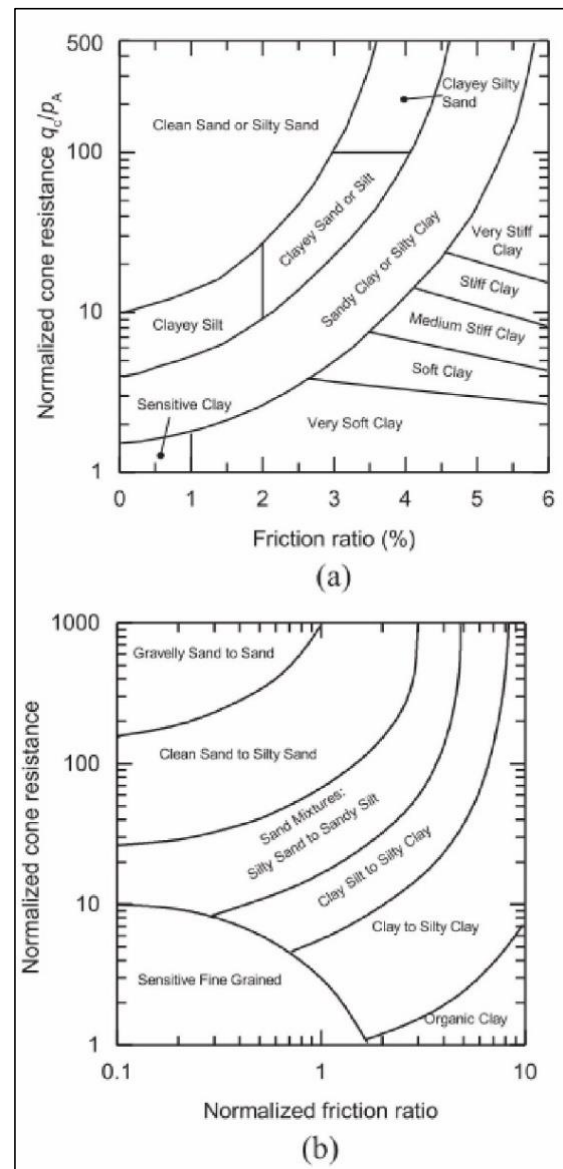 500
100
10
1
Normalized cone resistance qc/pA
Clean Sand or Silty Sand
Clayey Silty
Sand
Clayey Sand or Silt
Sandy Clay or Silty Clay
Very Stiff
Clay
Stiff Clay
Medium Stiff Clay
Soft Clay
Clayey Silt
Sensitive Clay
Very Soft Clay
0 1 2 3 4 5 6
Friction ratio (%)
(a)
1000
100
10
1
Normalized cone resistance
Gravelly Sand to Sand
Clean Sand to Silty Sand
Sand Mixtures:
Silty Sand to Sandy Silt
Clay Silt to Silty Clay
Clay to Silty Clay
Sensitive Fine Grained
Organic Clay
0.1 1 10
Normalized friction ratio
(b)